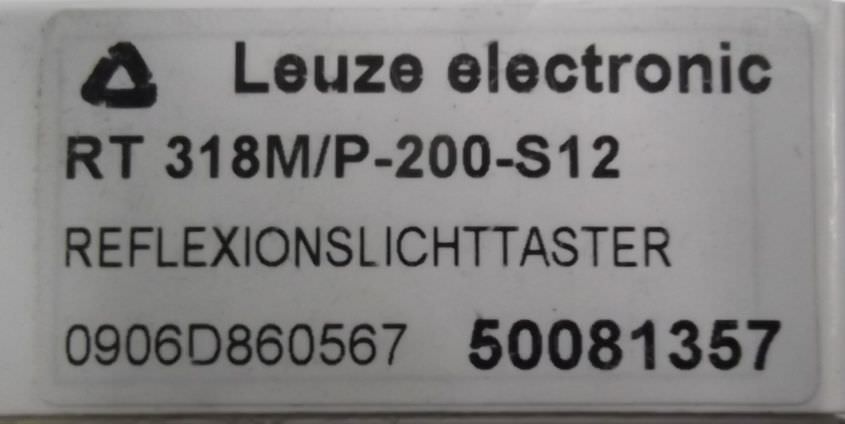 Leuze electronic
RT 318M/P-200-S12
REFLEXIONSLICHTTASTER
0906D860567 50081357